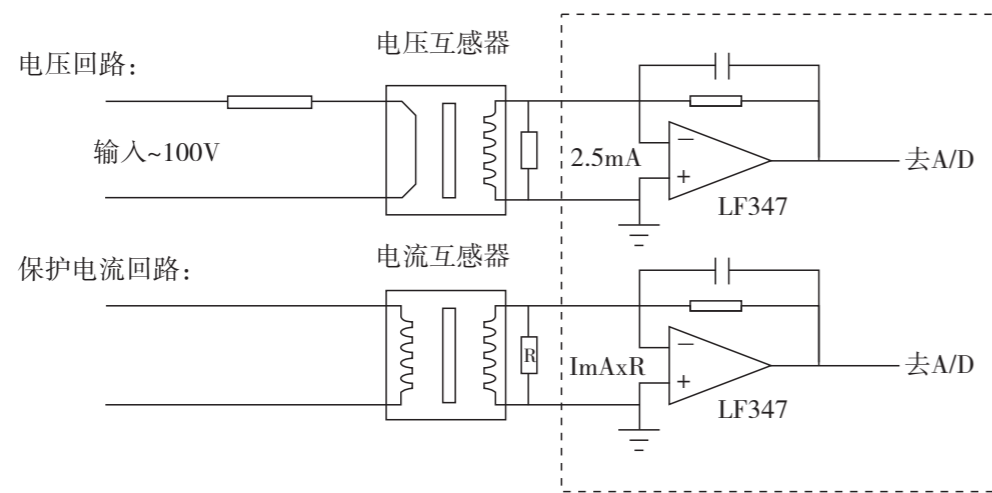 电压互感器
电压回路：
输入~100V
2.5mA
−
+
LF347
去A/D
电流互感器
保护电流回路：
R
ImAxR
−
+
LF347
去A/D